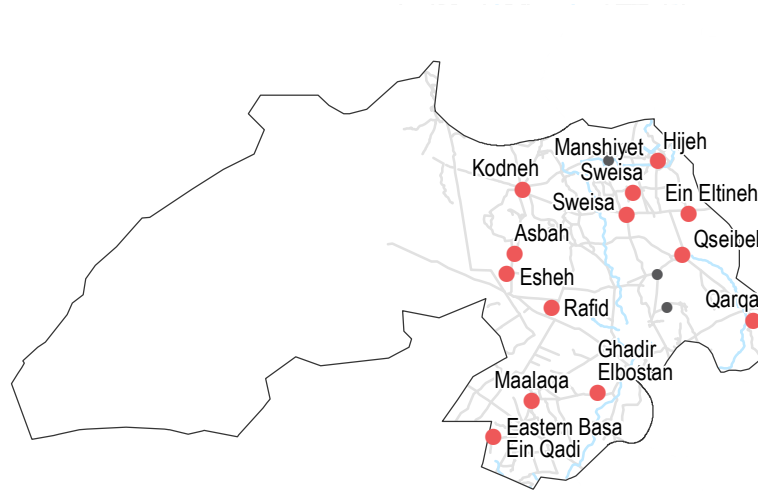 Manshiyet
Hijeh
Sweisa
Kodneh
Ein Eltineh
Sweisa
Asbah
Qseibeh
Esheh
Rafid
Qarqa
Ghadir
Elbostan
Maalaqa
Eastern Basa
Ein Qadi